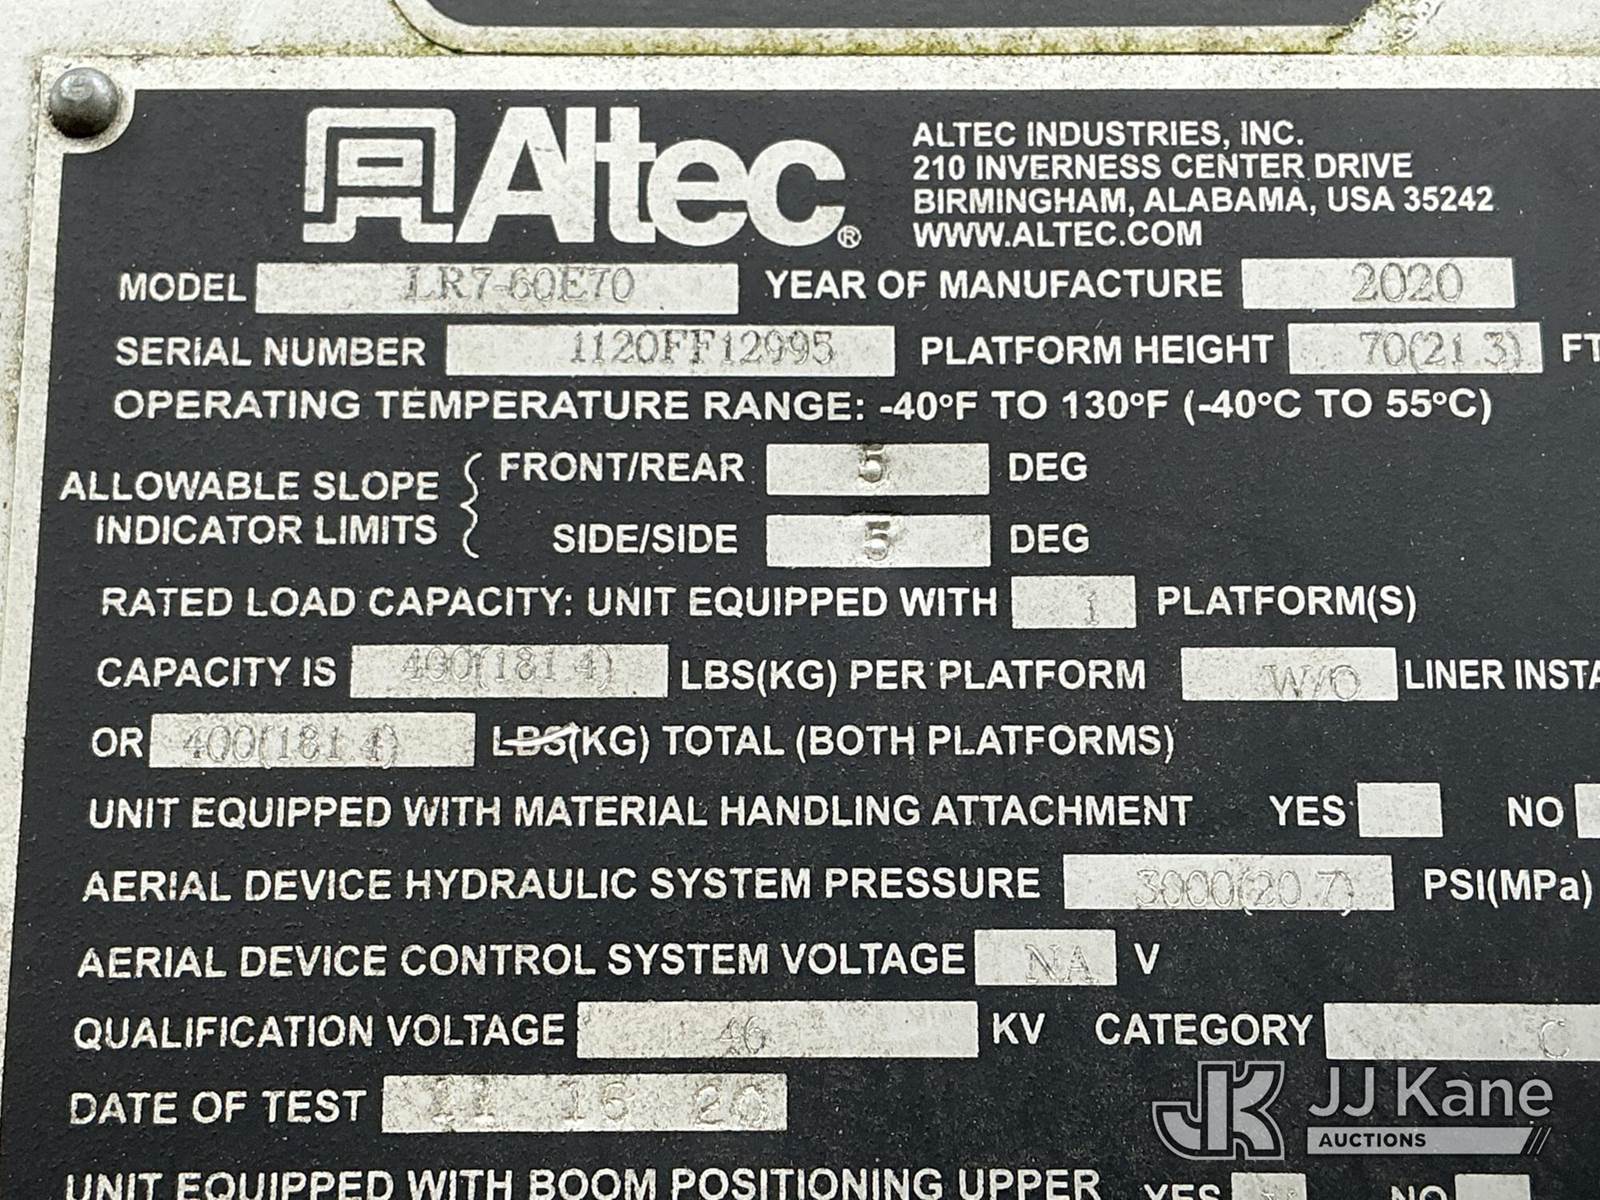 Altec®
ALTEC INDUSTRIES, INC.
210 INVERNESS CENTER DRIVE
BIRMINGHAM, ALABAMA, USA 35242
WWW.ALTEC.COM
MODEL LR7-60E70 YEAR OF MANUFACTURE 2020
SERIAL NUMBER 1120FF12995 PLATFORM HEIGHT 70(21.3) FT
OPERATING TEMPERATURE RANGE: -40°F TO 130°F (-40°C TO 55°C)
ALLOWABLE SLOPE INDICATOR LIMITS
FRONT/REAR 5 DEG
SIDE/SIDE 5 DEG
RATED LOAD CAPACITY: UNIT EQUIPPED WITH 1 PLATFORM(S)
CAPACITY IS 400(181.4) LBS(KG) PER PLATFORM W/O LINER INSTA
OR 400(181.4) LBS(KG) TOTAL (BOTH PLATFORMS)
UNIT EQUIPPED WITH MATERIAL HANDLING ATTACHMENT YES NO
AERIAL DEVICE HYDRAULIC SYSTEM PRESSURE 3000(20.7) PSI(MPa)
AERIAL DEVICE CONTROL SYSTEM VOLTAGE NA V
QUALIFICATION VOLTAGE 46 KV CATEGORY C
DATE OF TEST 11 16 20
UNIT EQUIPPED WITH BOOM POSITIONING UPPER YES NO
JK JJ Kane
AUCTIONS